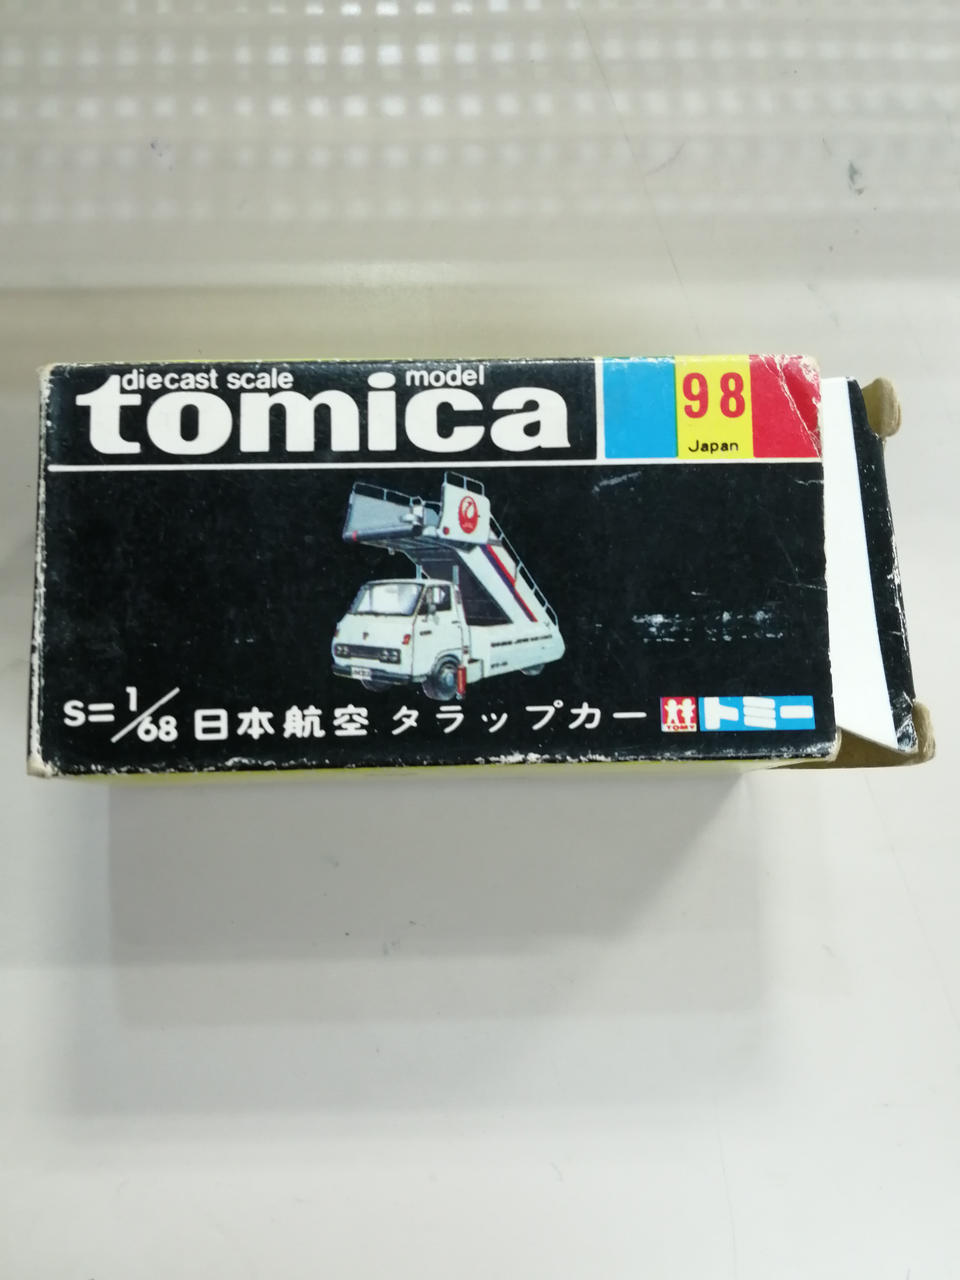 diecast scale model
tomica
98
Japan
S=1/68 日本航空 タラップカー
TOMY
トミー